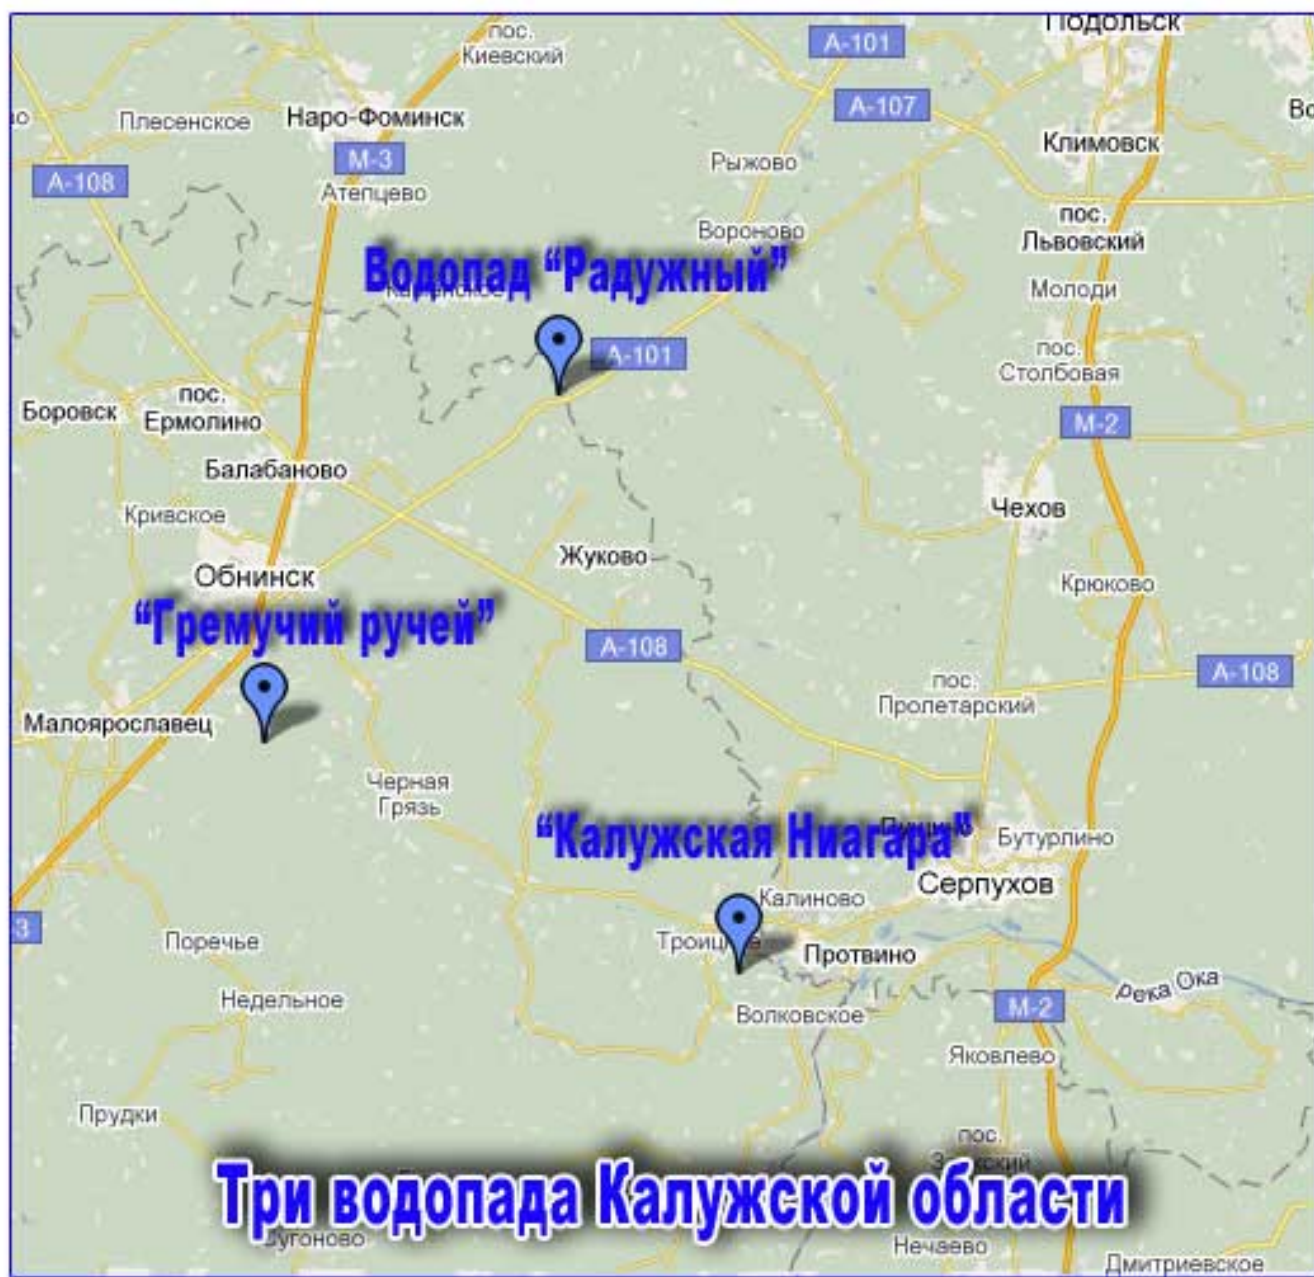 Подольск
пос.
Киевский
А-101
А-107
Наро-Фоминск
Плесенское
М-3
Климовск
Рыжово
А-108
Атепцево
Вороново
пос.
Львовский
Водопад “Радужный”
Молоди
А-101
пос.
Столбовая
Боровск
пос.
Ермолино
М-2
Балабаново
Чехов
Кривское
Жуково
Обнинск
Крюково
“Гремучий ручей”
А-108
А-108
пос.
Пролетарский
Малоярославец
Черная
Грязь
“Калужская Ниагара”
Бутурлино
Серпухов
Калиново
Троицкое
Протвино
Поречье
река Ока
Недельное
М-2
Волковское
Яковлево
Прудки
пос.
Три водопада Калужской области
Нечаево
Дмитриевское